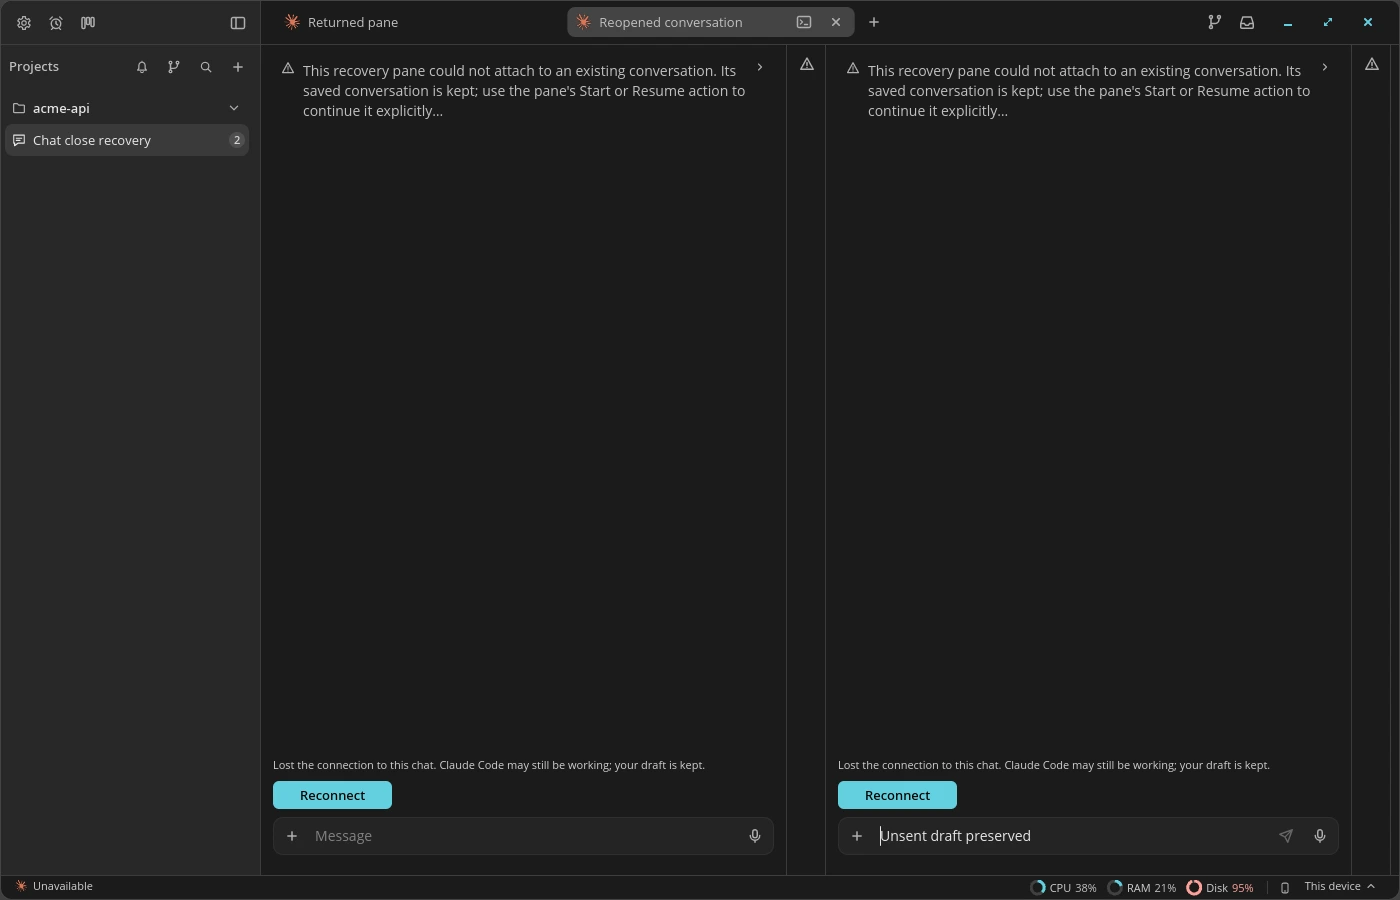 Returned pane
Reopened conversation
Projects
acme-api
Chat close recovery
2
This recovery pane could not attach to an existing conversation. Its
saved conversation is kept; use the pane's Start or Resume action to
continue it explicitly...
This recovery pane could not attach to an existing conversation. Its
saved conversation is kept; use the pane's Start or Resume action to
continue it explicitly...
Lost the connection to this chat. Claude Code may still be working; your draft is kept.
Reconnect
Message
Lost the connection to this chat. Claude Code may still be working; your draft is kept.
Reconnect
Unsent draft preserved
Unavailable
CPU 38%
RAM 21%
Disk 95%
This device